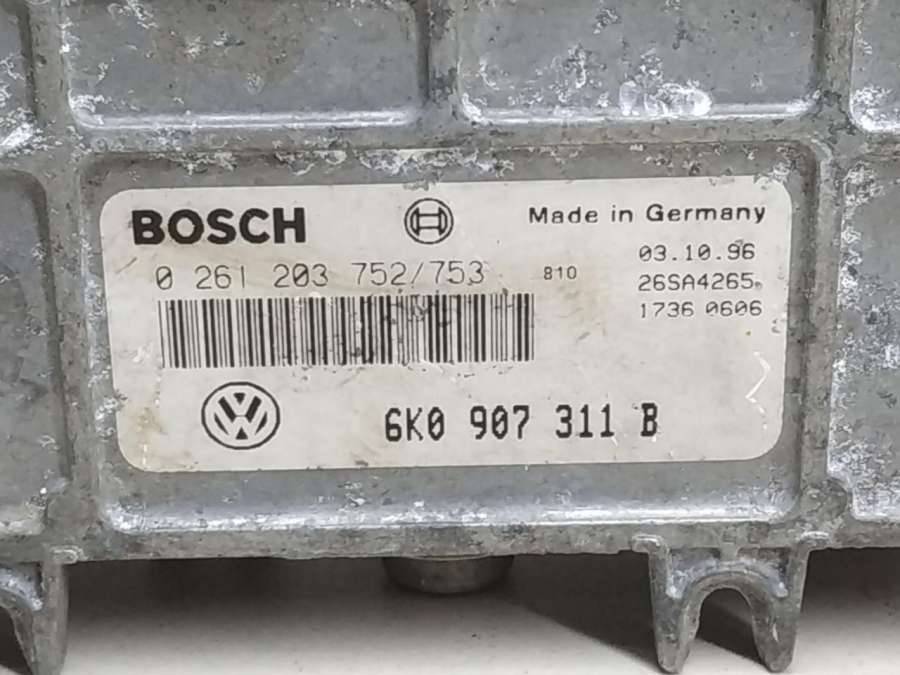 BOSCH
Made in Germany
0 261 203 752/753
810
03.10.96
26SA4265
1736 0606
VW
6K0 907 311 B